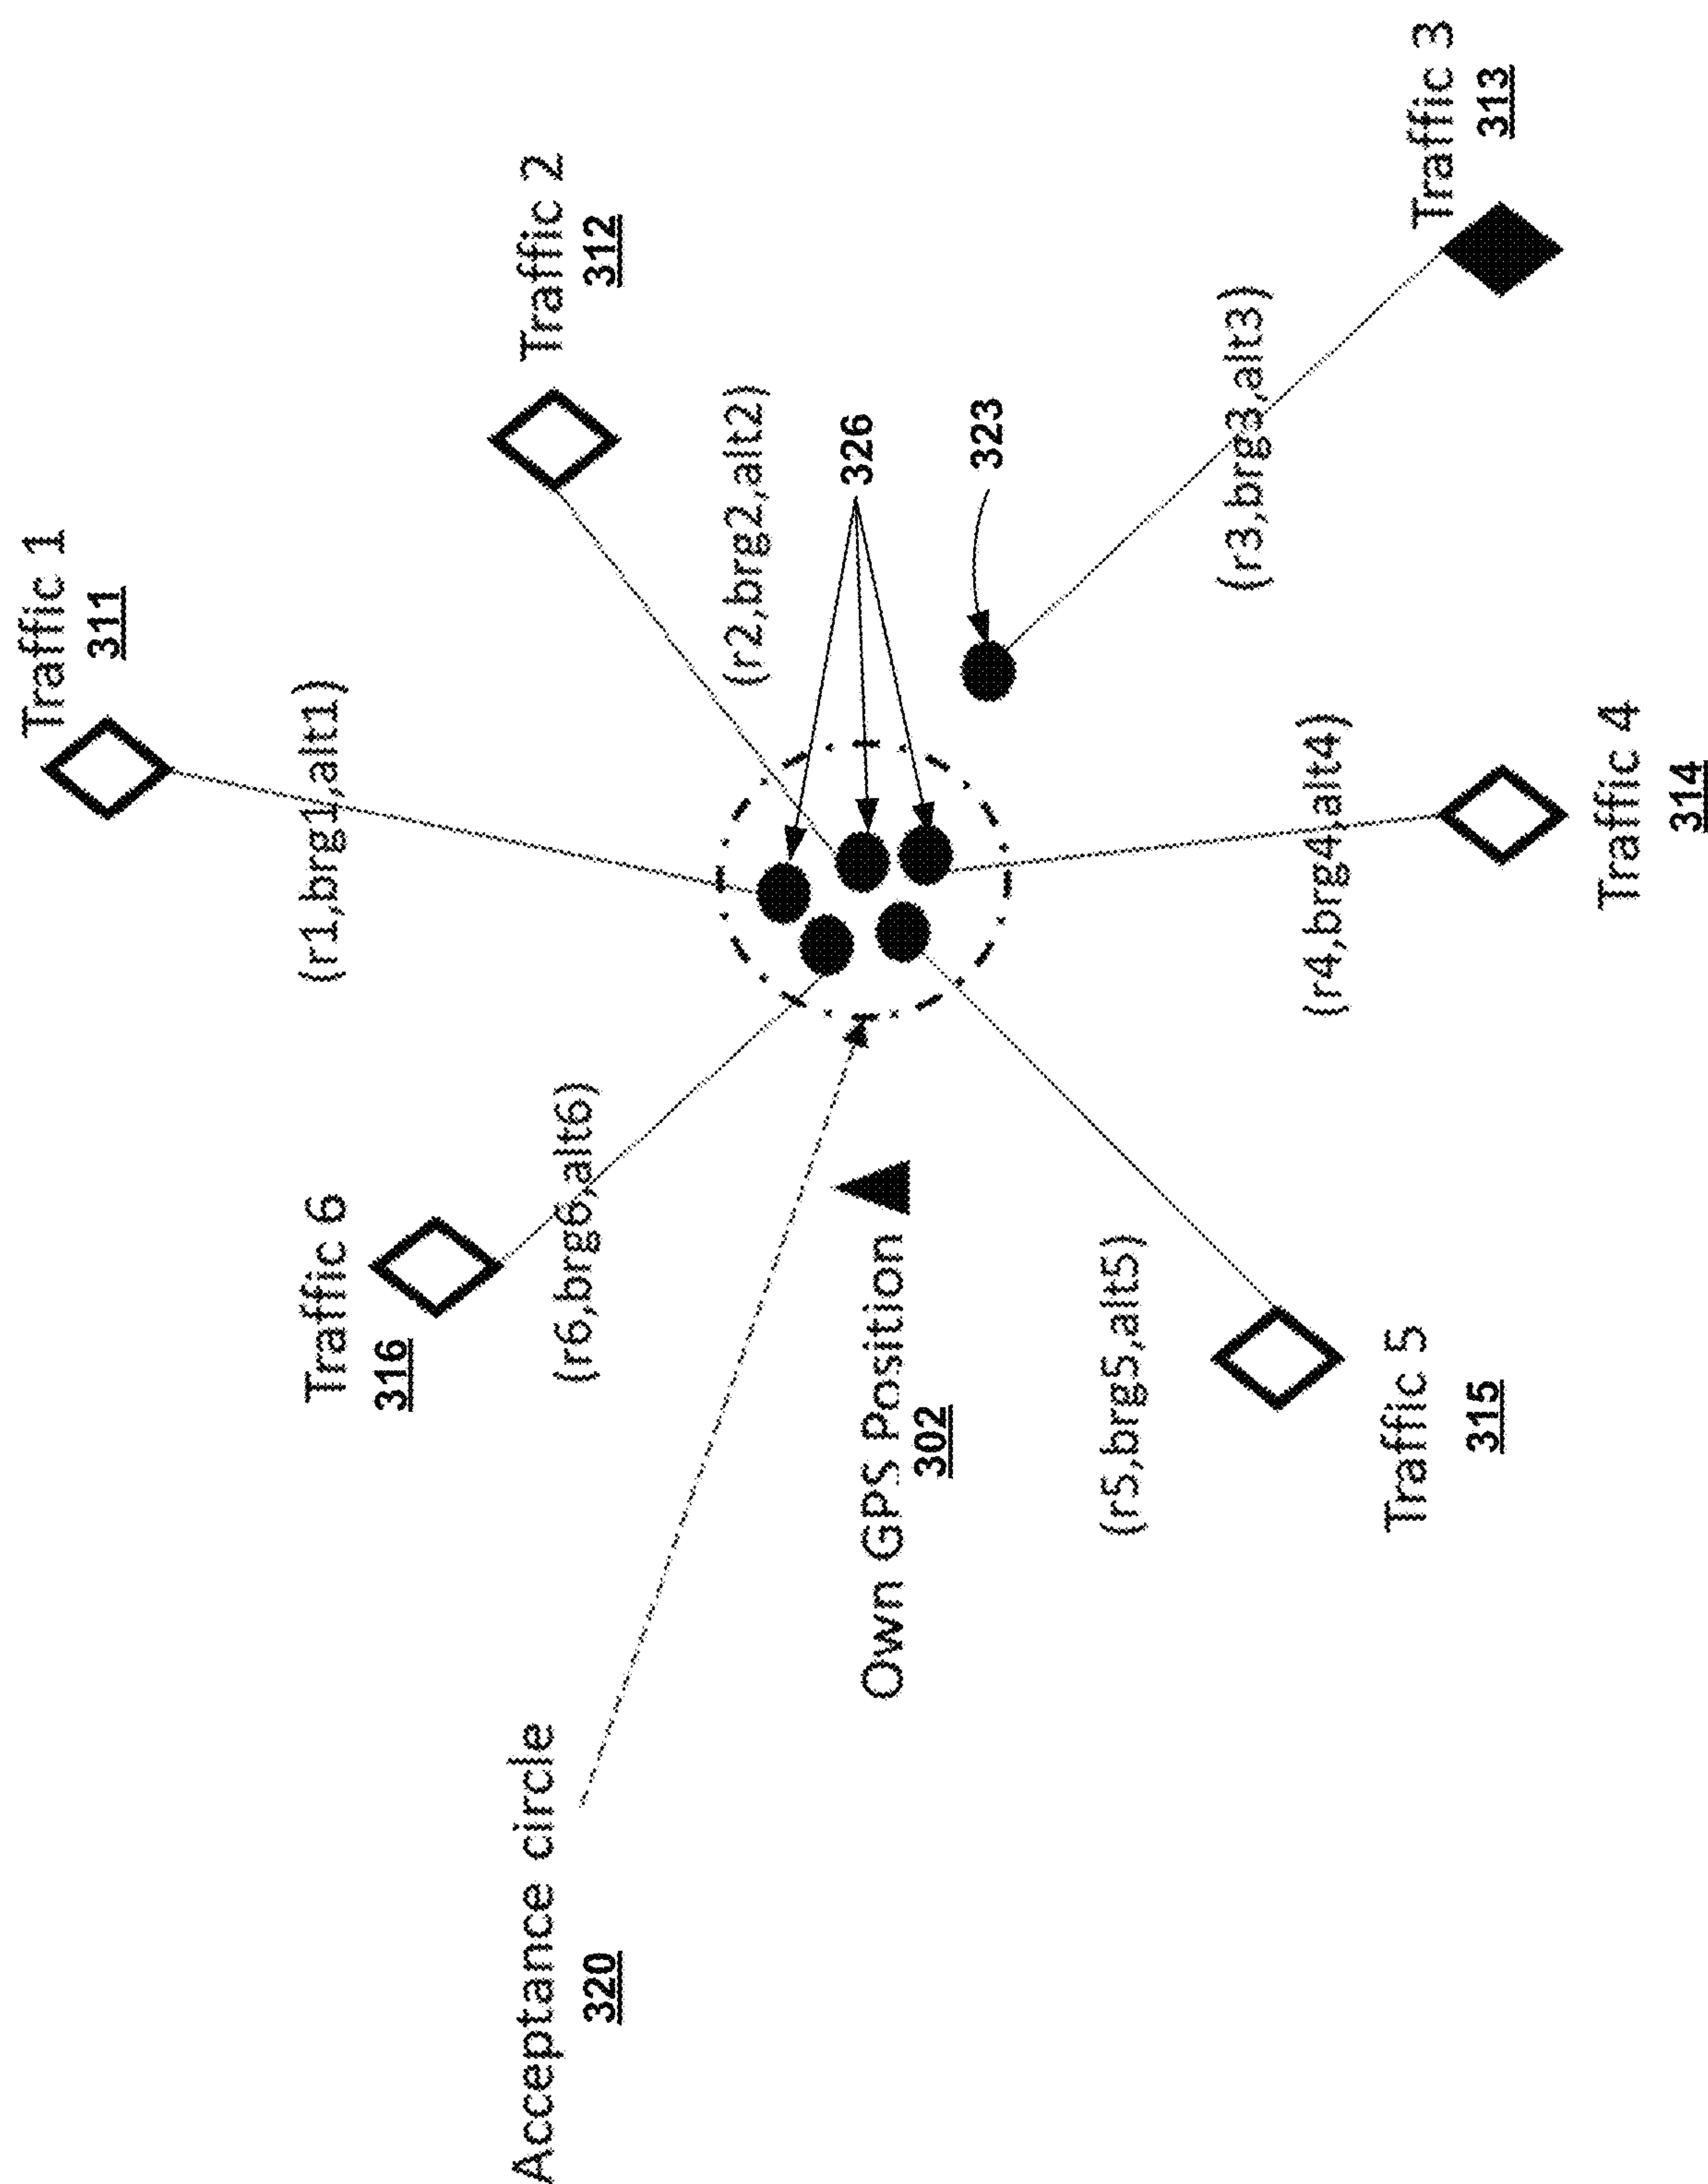 Acceptance circle
320
Traffic 6
316
(r6,brg6,alt6)
Traffic 1
311
(r1,brg1,alt1)
Traffic 2
312
(r2,brg2,alt2)
326
323
Own GPS Position
302
(r5,brg5,alt5)
Traffic 5
315
(r4,brg4,alt4)
Traffic 4
314
(r3,brg3,alt3)
Traffic 3
313